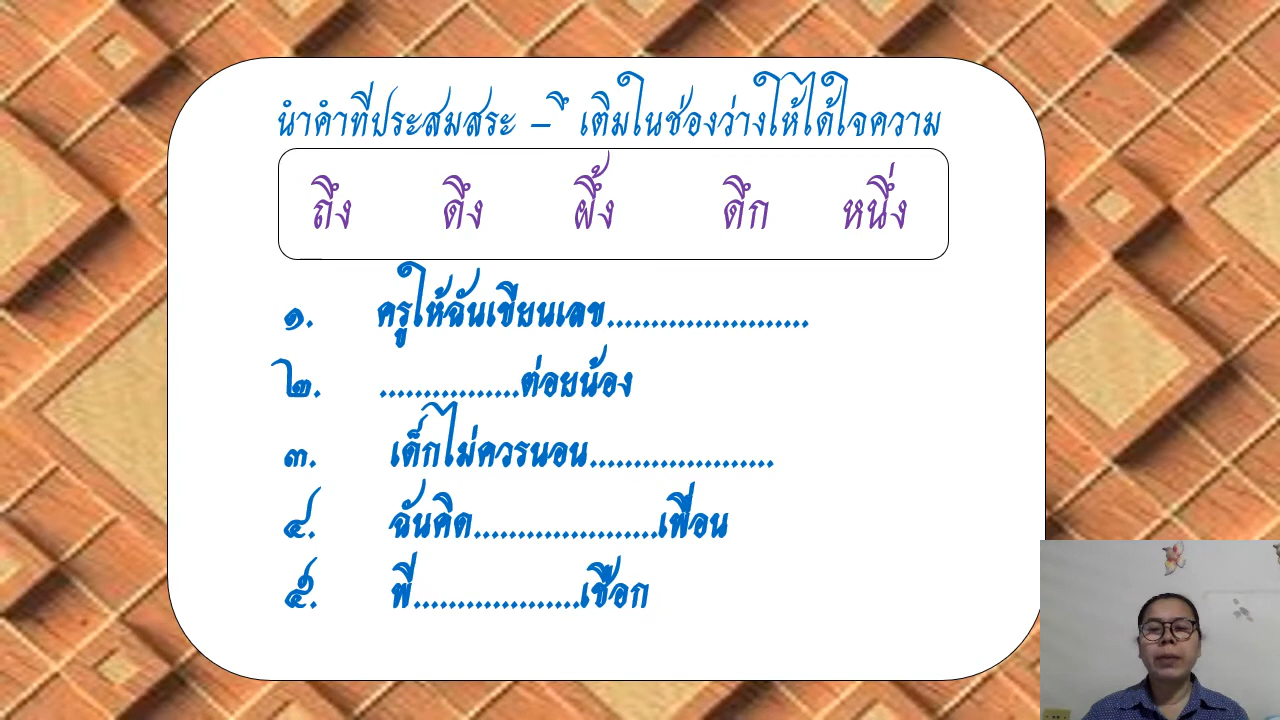 นำคำที่ประสมสระ – ึ เติมในช่องว่างให้ได้ใจความ
ถึง ดึง ผึ้ง ดึก หนึ่ง
๑. ครูให้ฉันเขียนเลข.......................
๒. ................ต่อยน้อง
๓. เด็กไม่ควรนอน.....................
๔. ฉันคิด.....................เพื่อน
๕. พี่...................เชือก